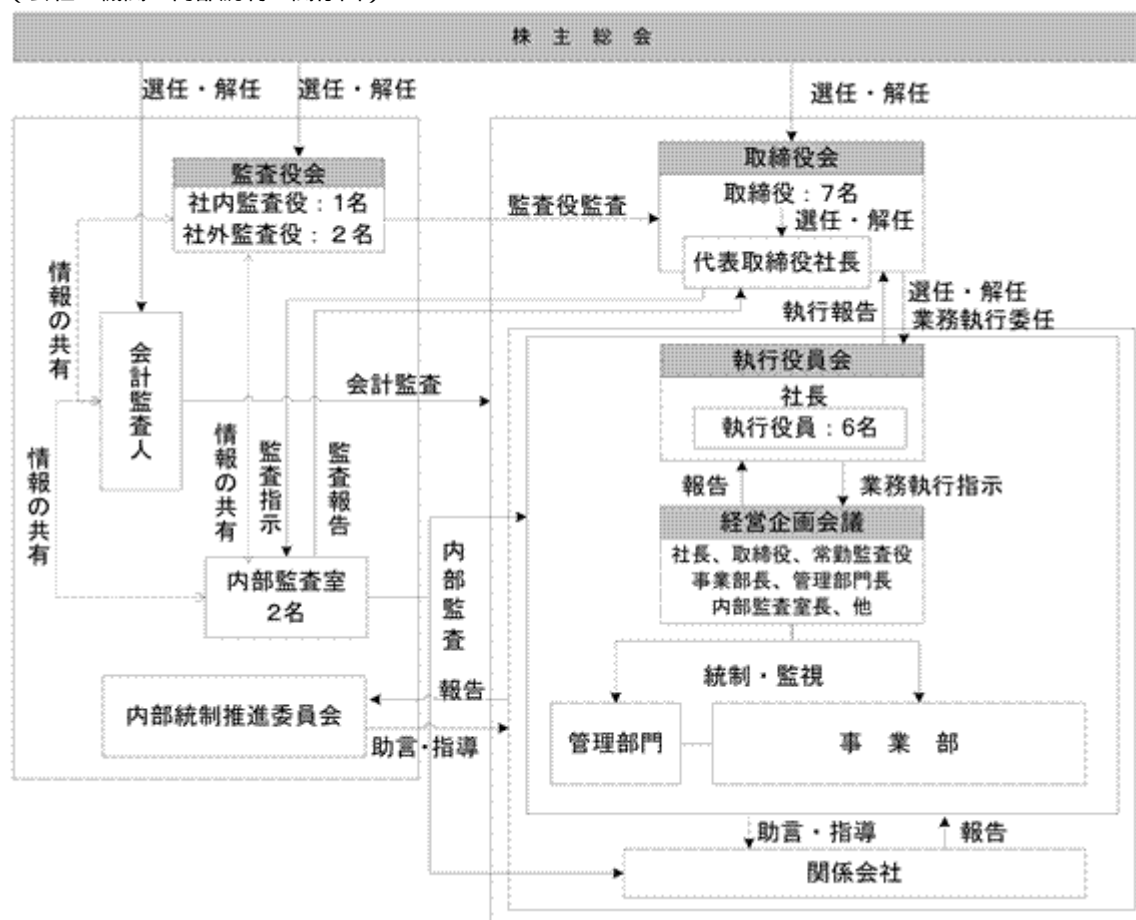 株主総会
選任・解任
選任・解任
選任・解任
監査役会
社内監査役：1名
社外監査役：２名
監査役監査
取締役会
取締役：7名
選任・解任
代表取締役社長
選任・解任
業務執行委任
執行報告
情報の共有
会計監査人
会計監査
執行役員会
社長
執行役員：6名
情報の共有
情報の共有
監査指示
監査報告
報告
業務執行指示
経営企画会議
社長、取締役、常勤監査役
事業部長、管理部門長
内部監査室長、他
内部監査室
2名
内部監査
統制・監視
報告
内部統制推進委員会
助言・指導
管理部門
事業部
助言・指導
報告
関係会社